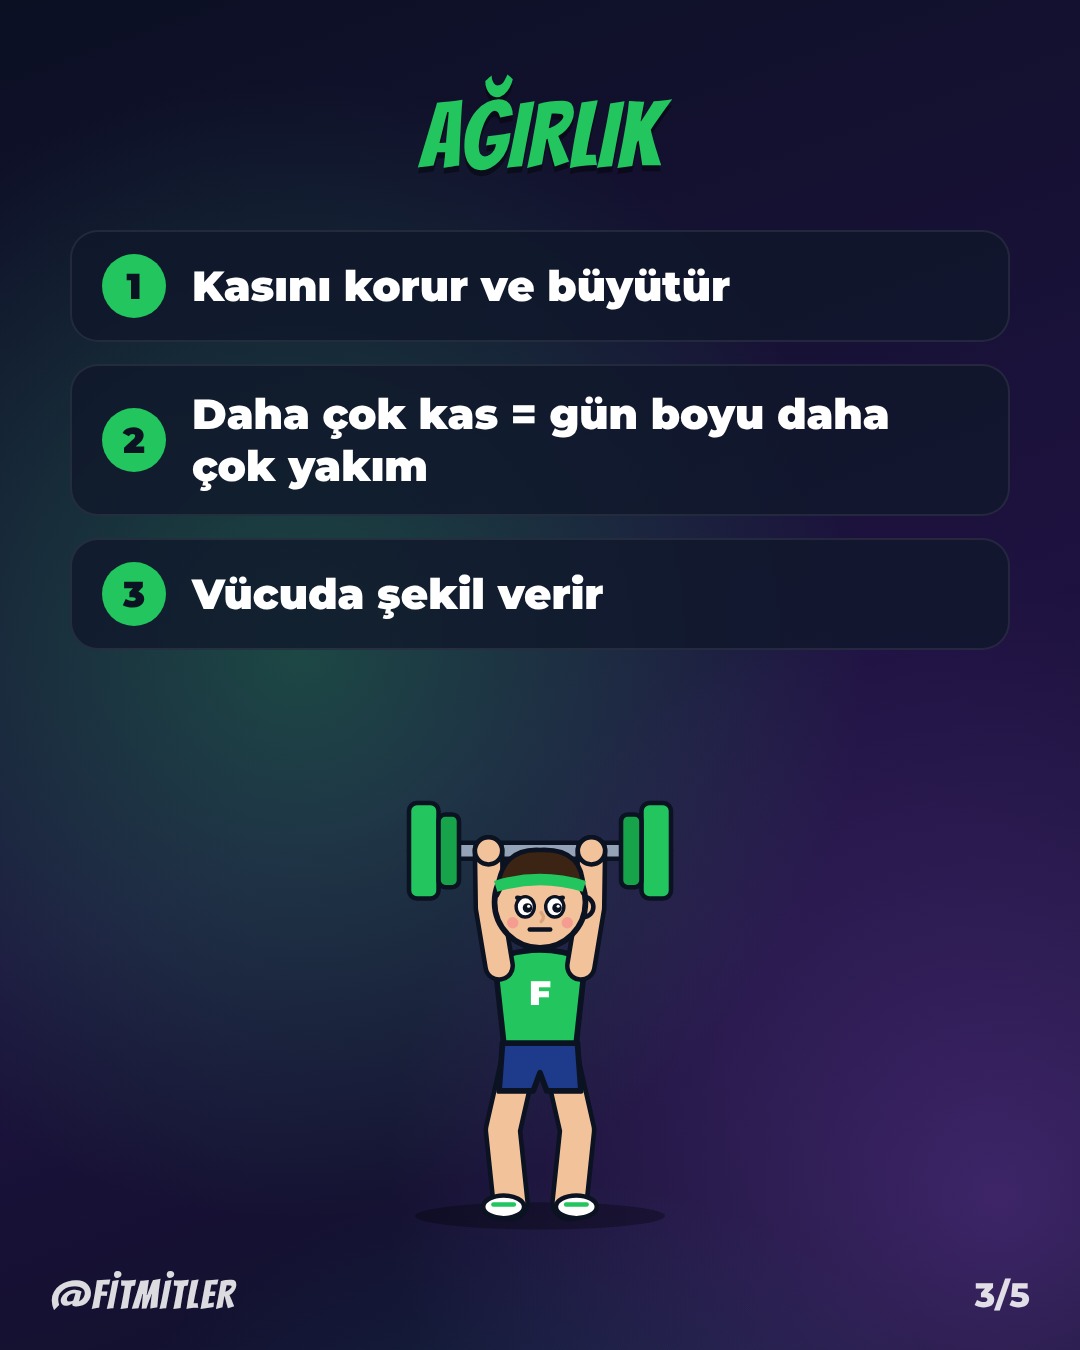 AĞIRLIK
1 Kasını korur ve büyütür
2 Daha çok kas = gün boyu daha
çok yakım
3 Vücuda şekil verir
F
@FİTMİTLER
3/5